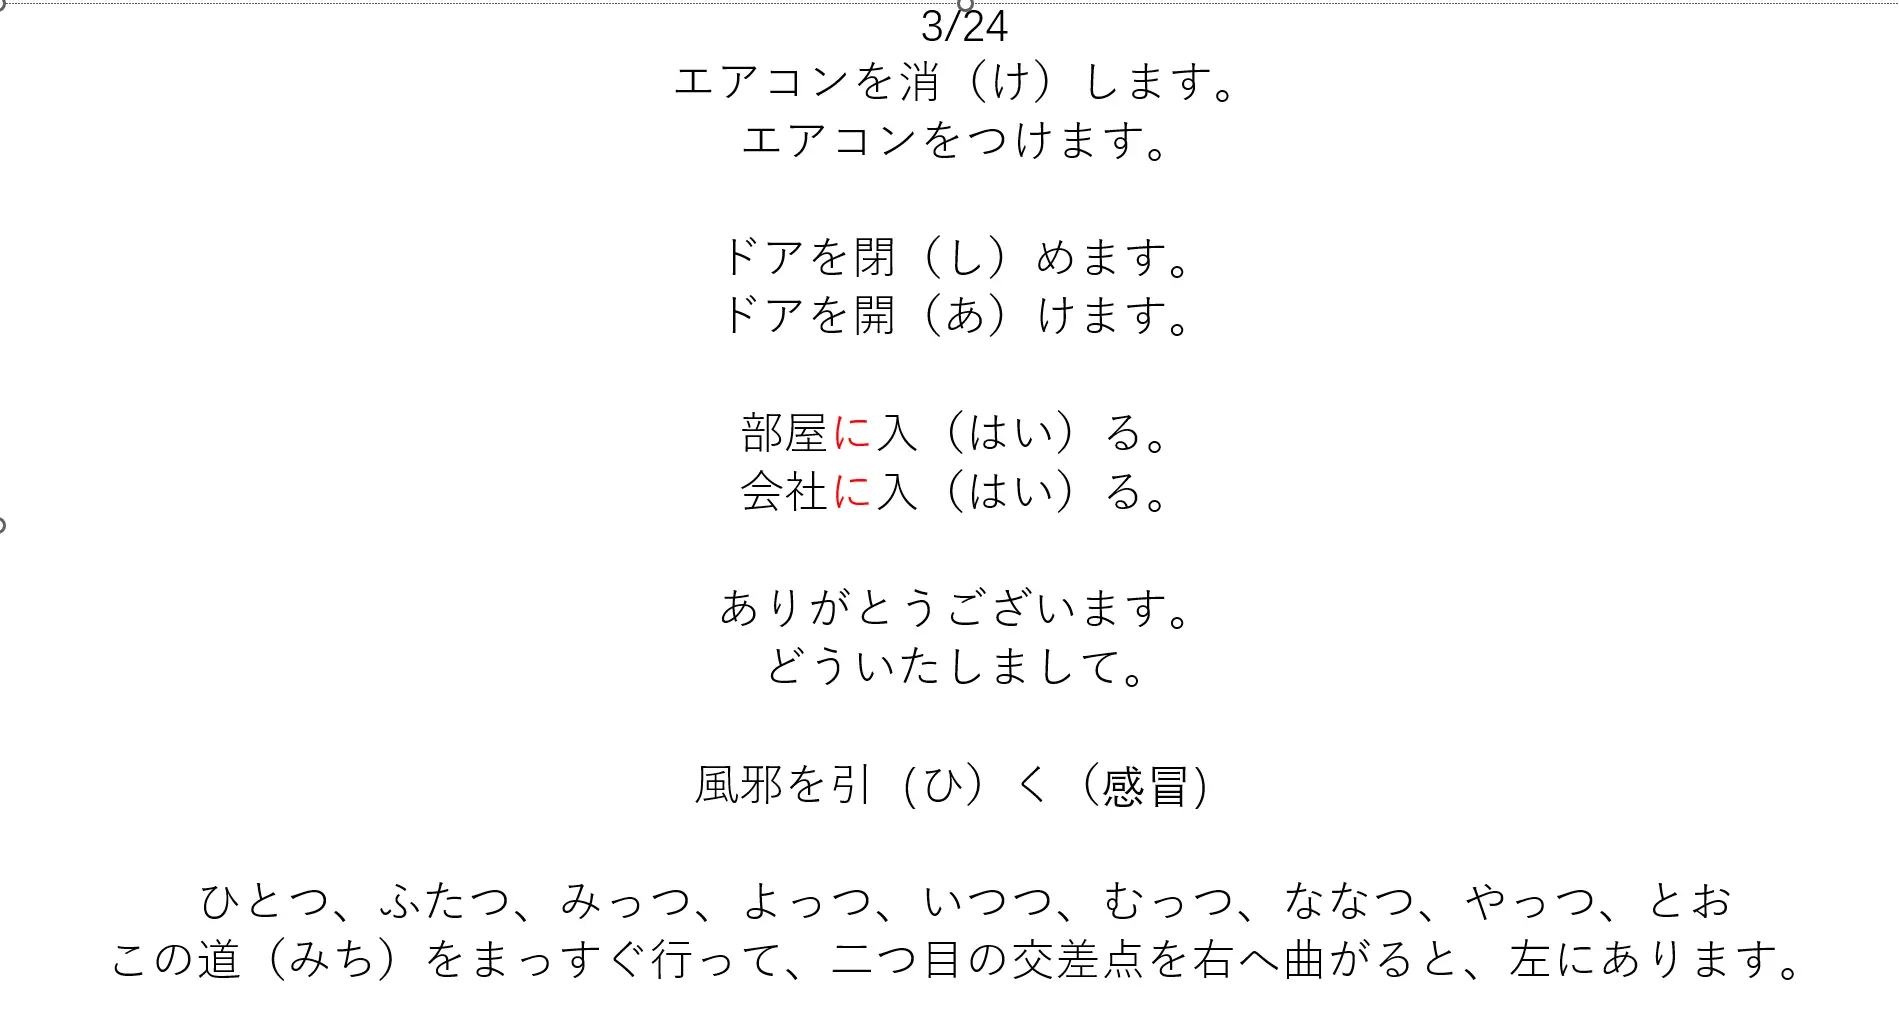 3/24
エアコンを消（け）します。
エアコンをつけます。
ドアを閉（し）めます。
ドアを開（あ）けます。
部屋に入（はい）る。
会社に入（はい）る。
ありがとうございます。
どういたしまして。
風邪を引（ひ）く（感冒)
ひとつ、ふたつ、みっつ、よっつ、いつつ、むっつ、ななつ、やっつ、とお
この道（みち）をまっすぐ行って、二つ目の交差点を右へ曲がると、左にあります。